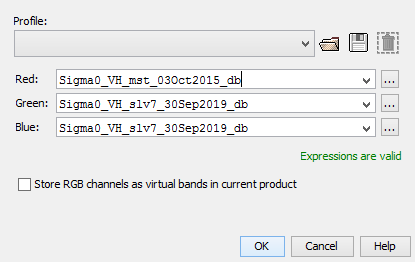 Profile:
Red: Sigma0_VH_mst_03Oct2015_db ...
Green: Sigma0_VH_slv7_30Sep2019_db ...
Blue: Sigma0_VH_slv7_30Sep2019_db ...
Expressions are valid
Store RGB channels as virtual bands in current product
OK Cancel Help